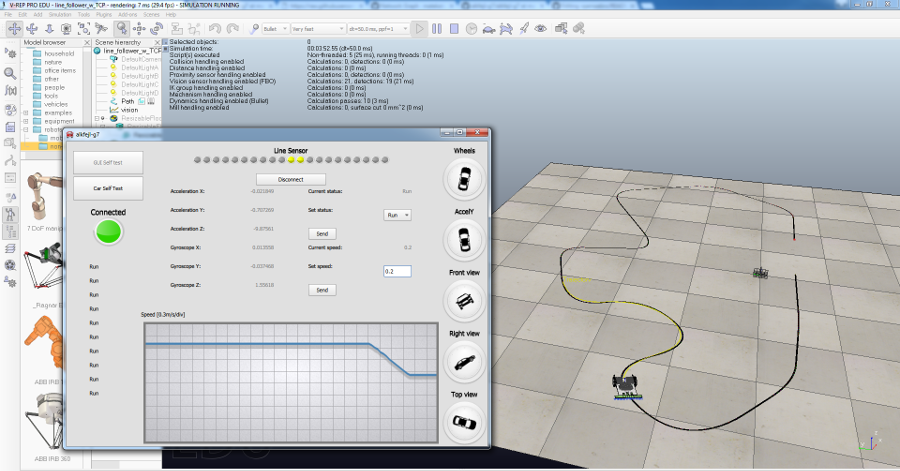 V-REP PRO EDU - line_follower_w_TCP - rendering: 7 ms (29.4 fps) - SIMULATION RUNNING
File Edit Add Simulation Tools Plugins Add-ons Scenes Help
Bullet Very fast dt=50.0 ms, ppf=1
Model browser
Scene hierarchy
household
nature
office items
other
people
tools
vehicles
examples
equipment
line_follower_w_TCP
DefaultCamer
DefaultLightA
DefaultLightB
DefaultLightC
DefaultLightD
Path
vision
ResizableFloo
Selected objects: 0
Simulation time: 00:03:52.55 (dt=50.0 ms)
Script(s) executed Non-threaded: 5 (25 ms), running threads: 0 (1 ms)
Collision handling enabled Calculations: 0, detections: 0 (0 ms)
Distance handling enabled Calculations: 0 (0 ms)
Proximity sensor handling enabled Calculations: 0, detections: 0 (0 ms)
Vision sensor handling enabled (FBO) Calculations: 21, detections: 19 (21 ms)
IK group handling enabled Calculations: 0 (0 ms)
Mechanism handling enabled Calculations: 0 (0 ms)
Dynamics handling enabled (Bullet) Calculation passes: 10 (3 ms)
Mill handling enabled Calculations: 0, surface cut 0 mm^2 (0 ms)
alkfejl-g7
GUI Self test
Car Self Test
Connected
Run
Run
Run
Run
Run
Run
Run
Run
Run
Run
Line Sensor
Disconnect
Acceleration X: -0.021949 Current status: Run
Acceleration Y: -0.707269 Set status: Run
Acceleration Z: -0.87561 Send
Gyroscope X: 0.013558 Current speed: 0.2
Gyroscope Y: -0.037468 Set speed: 0.2
Gyroscope Z: 1.55618 Send
Speed [0.3m/s/div]
Wheels
AccelY
Front view
Right view
Top view
7 DoF manip
_Ragnar
ABB IRB 360